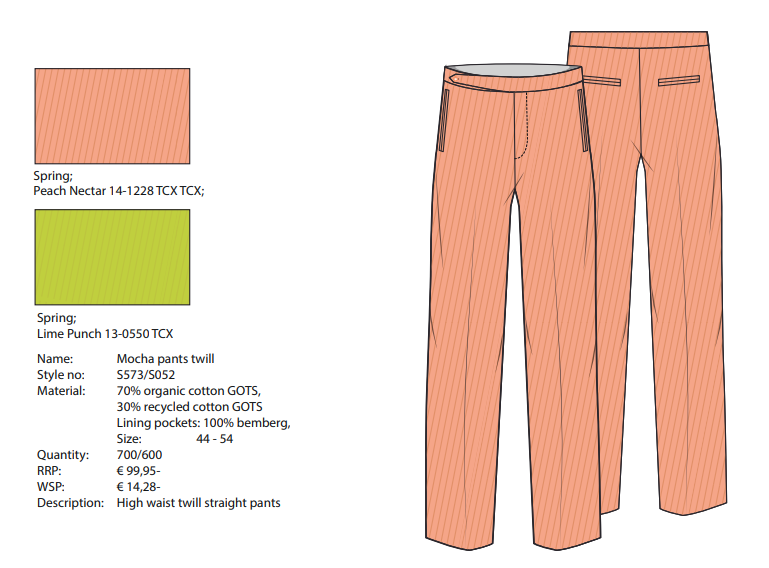 Spring;
Peach Nectar 14-1228 TCX TCX;
Spring;
Lime Punch 13-0550 TCX
Name: Mocha pants twill
Style no: S573/S052
Material: 70% organic cotton GOTS,
30% recycled cotton GOTS
Lining pockets: 100% bemberg,
Size: 44 - 54
Quantity: 700/600
RRP: € 99,95-
WSP: € 14,28-
Description: High waist twill straight pants